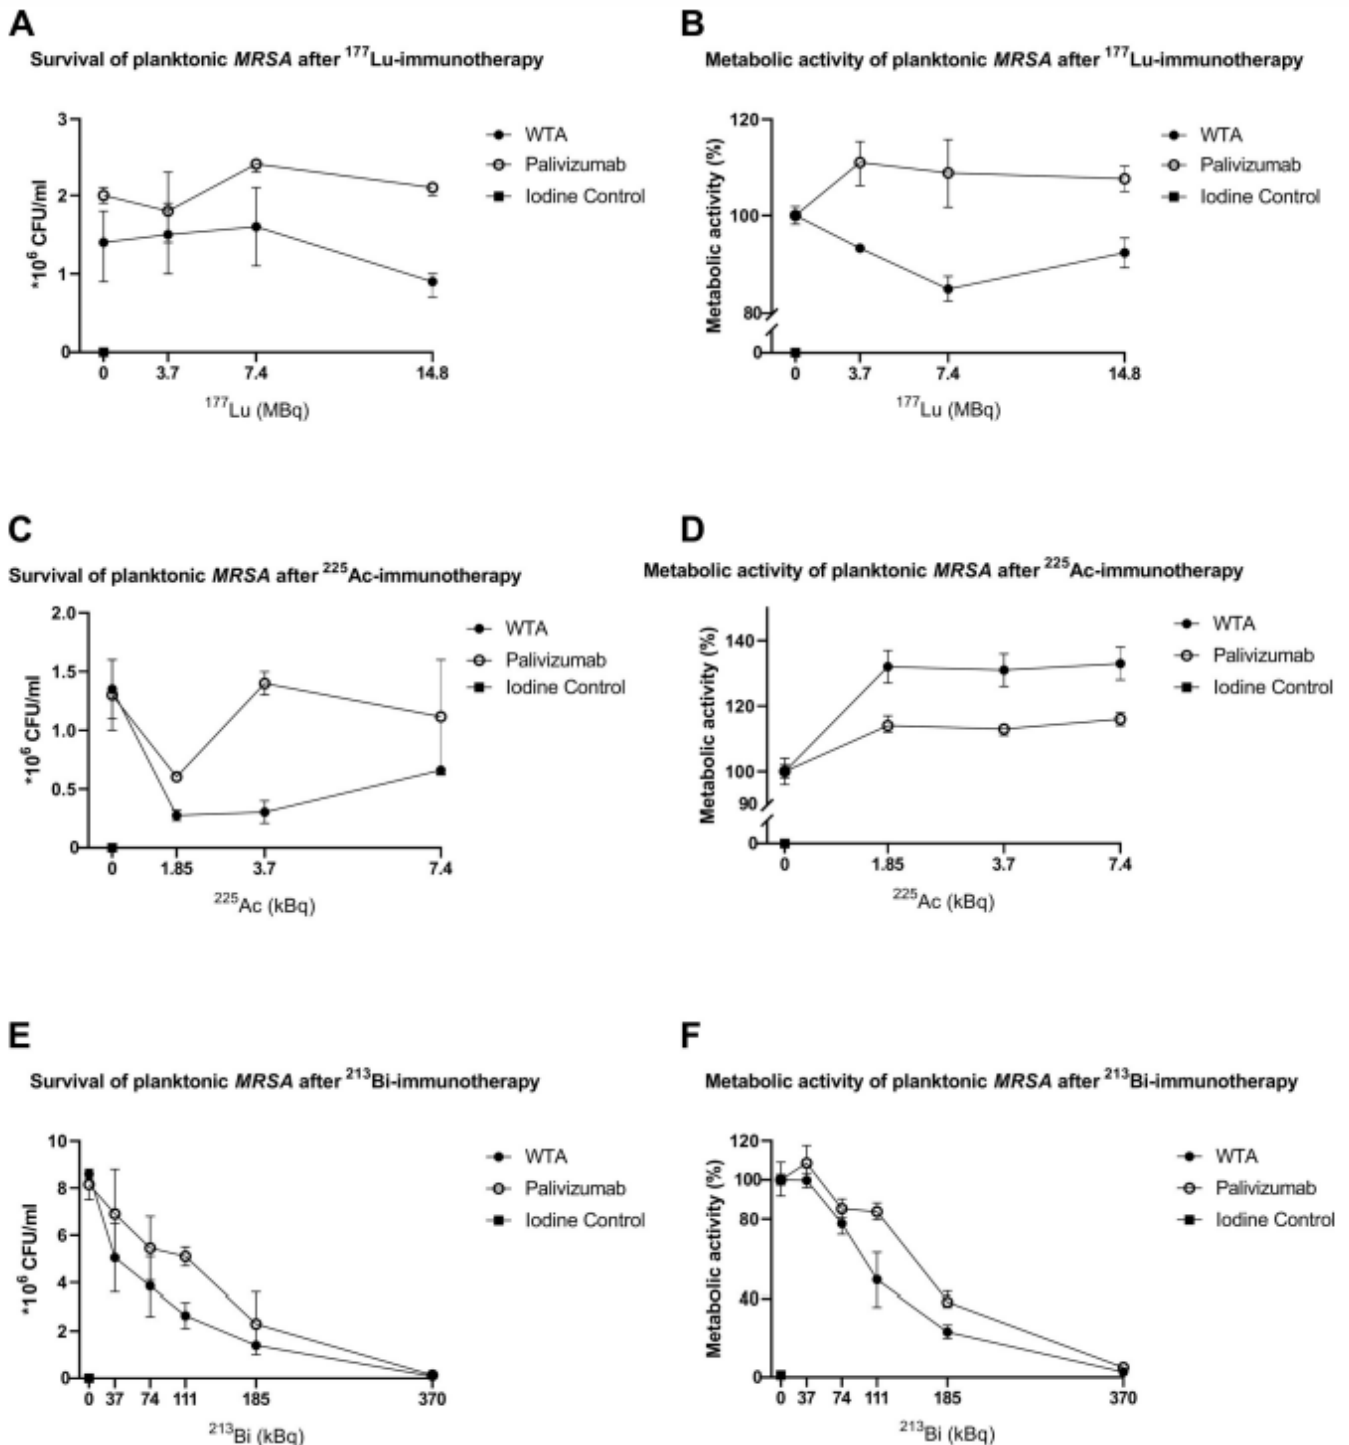 A
Survival of planktonic MRSA after 177Lu-immunotherapy
3
2
1
0
*10^6 CFU/ml
WTA
Palivizumab
Iodine Control
0 3.7 7.4 14.8
177Lu (MBq)
B
Metabolic activity of planktonic MRSA after 177Lu-immunotherapy
120
100
80
0
Metabolic activity (%)
WTA
Palivizumab
Iodine Control
0 3.7 7.4 14.8
177Lu (MBq)
C
Survival of planktonic MRSA after 225Ac-immunotherapy
2.0
1.5
1.0
0.5
0
*10^6 CFU/ml
WTA
Palivizumab
Iodine Control
0 1.85 3.7 7.4
225Ac (kBq)
D
Metabolic activity of planktonic MRSA after 225Ac-immunotherapy
140
120
100
90
0
Metabolic activity (%)
WTA
Palivizumab
Iodine Control
0 1.85 3.7 7.4
225Ac (kBq)
E
Survival of planktonic MRSA after 213Bi-immunotherapy
10
8
6
4
2
0
*10^6 CFU/ml
WTA
Palivizumab
Iodine Control
0 37 74 111 185 370
213Bi (kBq)
F
Metabolic activity of planktonic MRSA after 213Bi-immunotherapy
120
100
80
40
0
Metabolic activity (%)
WTA
Palivizumab
Iodine Control
0 37 74 111 185 370
213Bi (kBq)